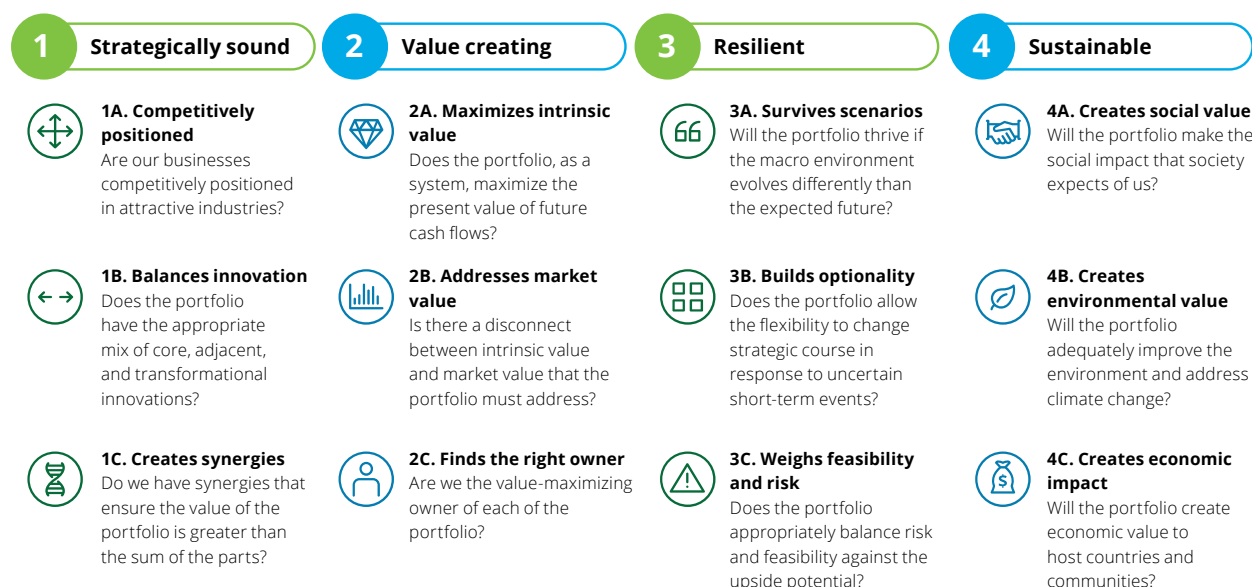 1 Strategically sound
1A. Competitively
positioned
Are our businesses
competitively positioned
in attractive industries?
1B. Balances innovation
Does the portfolio
have the appropriate
mix of core, adjacent,
and transformational
innovations?
1C. Creates synergies
Do we have synergies that
ensure the value of the
portfolio is greater than
the sum of the parts?
2 Value creating
2A. Maximizes intrinsic
value
Does the portfolio, as a
system, maximize the
present value of future
cash flows?
2B. Addresses market
value
Is there a disconnect
between intrinsic value
and market value that the
portfolio must address?
2C. Finds the right owner
Are we the value-maximizing
owner of each of the
portfolio?
3 Resilient
3A. Survives scenarios
Will the portfolio thrive if
the macro environment
evolves differently than
the expected future?
3B. Builds optionality
Does the portfolio allow
the flexibility to change
strategic course in
response to uncertain
short-term events?
3C. Weighs feasibility
and risk
Does the portfolio
appropriately balance risk
and feasibility against the
upside potential?
4 Sustainable
4A. Creates social value
Will the portfolio make the
social impact that society
expects of us?
4B. Creates
environmental value
Will the portfolio
adequately improve the
environment and address
climate change?
4C. Creates economic
impact
Will the portfolio create
economic value to
host countries and
communities?
$